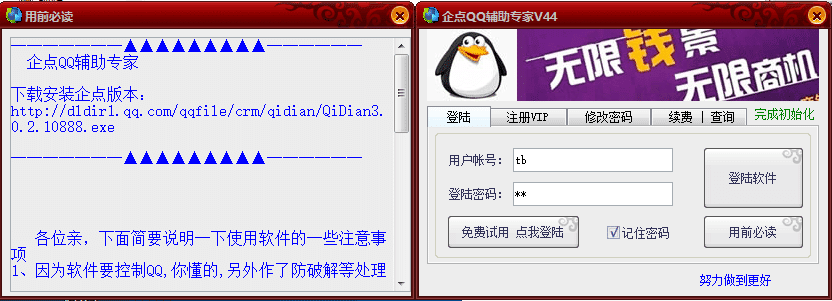 用前必读
——————▲▲▲▲▲▲▲▲▲—————
企点QQ辅助专家
下载安装企点版本:
http://dldir1.qq.com/qqfile/crm/qidian/QiDian3.
0.2.10888.exe
——————▲▲▲▲▲▲▲▲▲—————
各位亲，下面简要说明一下使用软件的一些注意事
项
1、因为软件要控制QQ,你懂的,另外作了防破解等处理
企点QQ辅助专家V44
无限钱景
无限商机
登陆 注册VIP 修改密码 续费 | 查询 完成初始化
用户帐号: tb
登陆密码: **
登陆软件
免费试用 点我登陆
记住密码
用前必读
努力做到更好